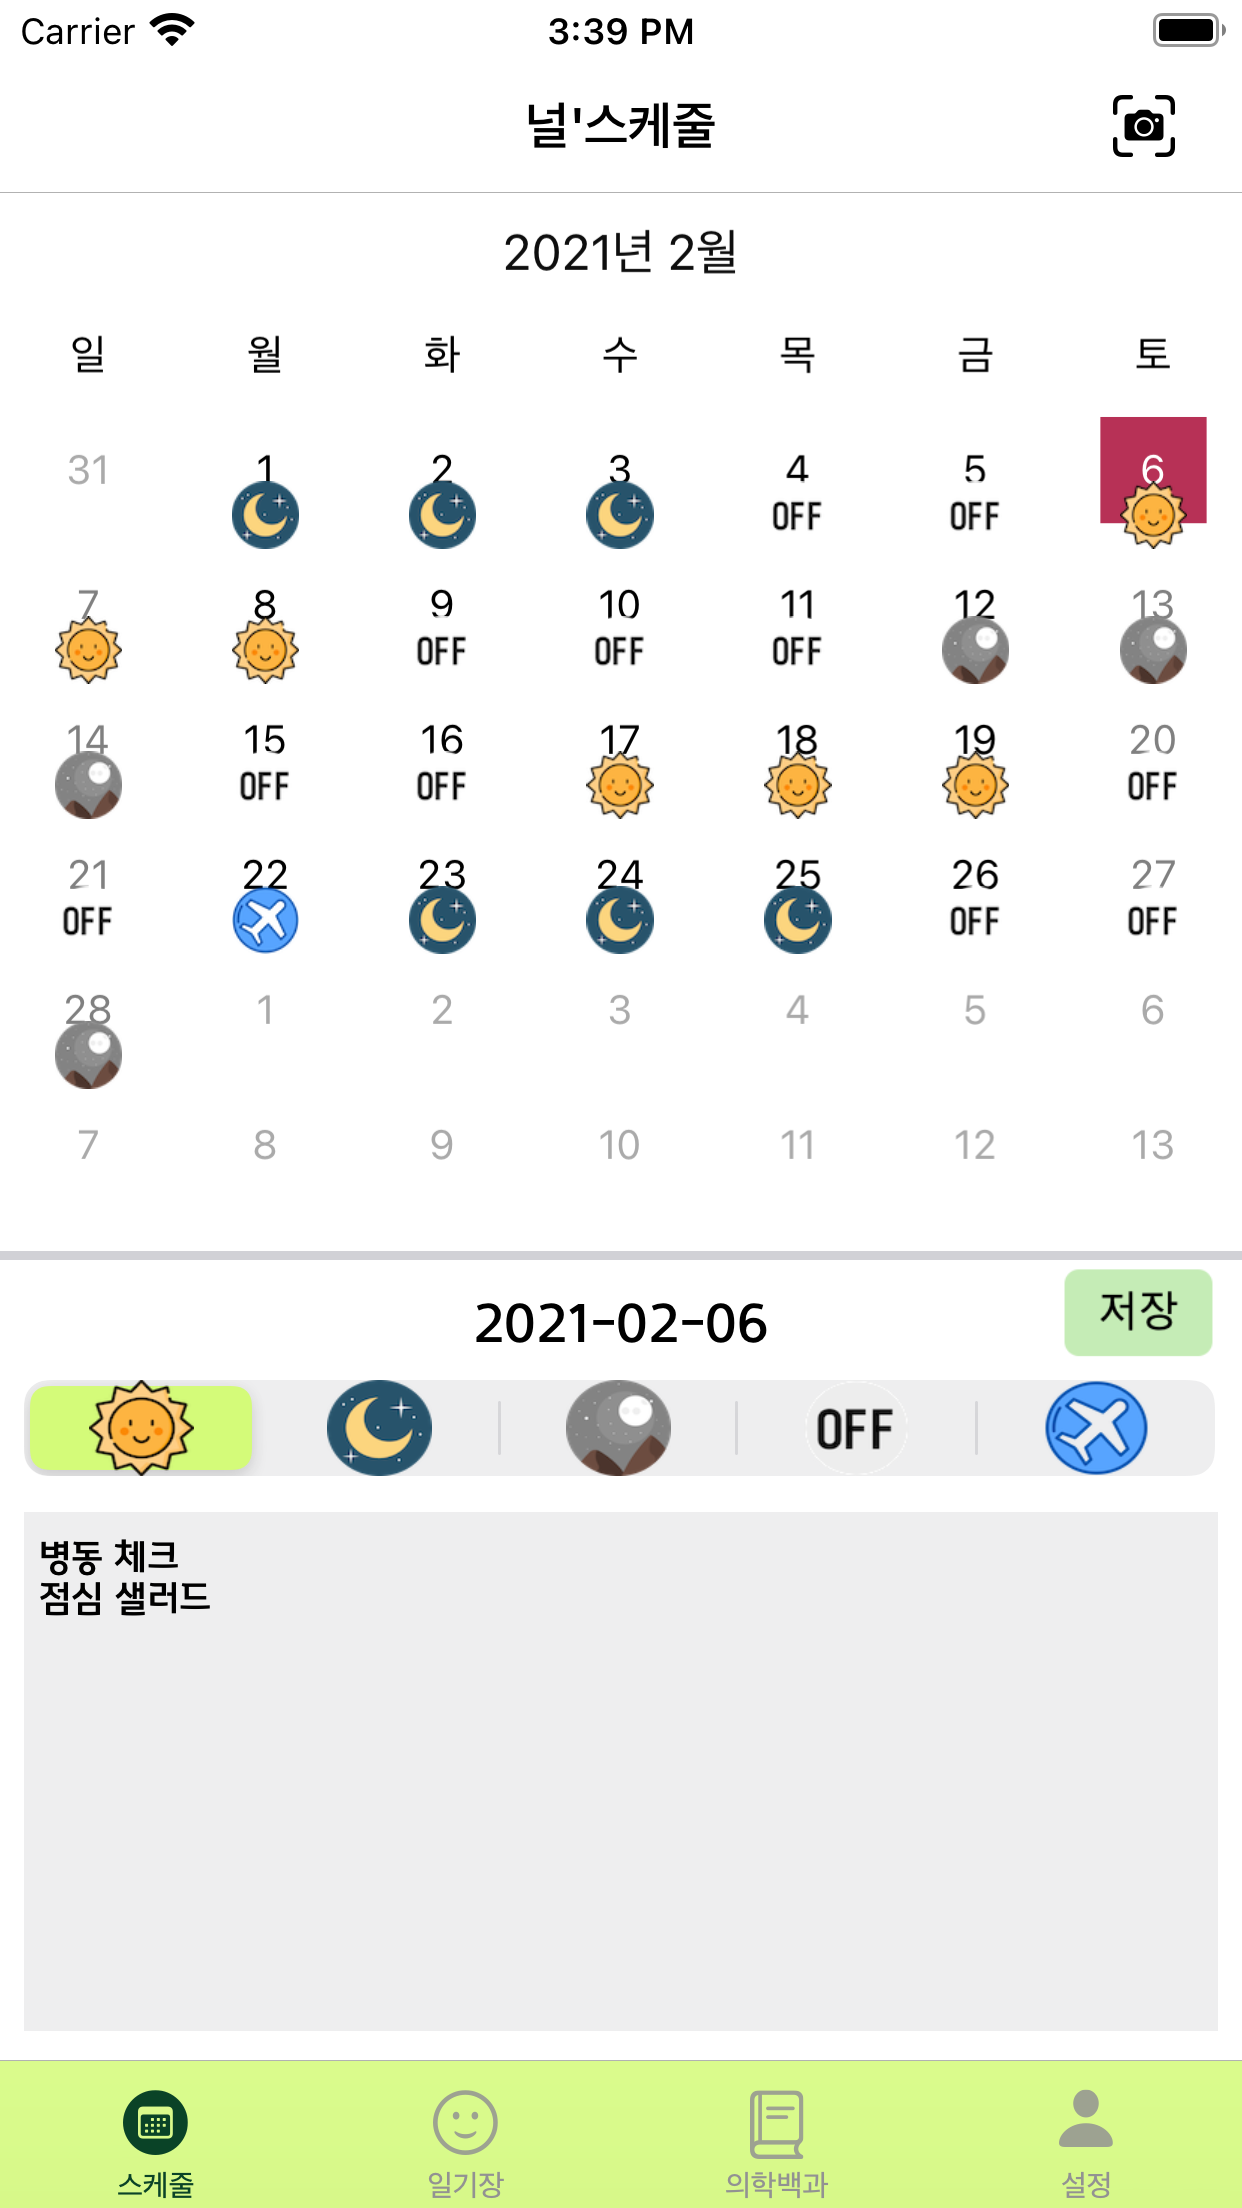 Carrier 3:39 PM
널'스케줄
2021년 2월
일 월 화 수 목 금 토
31 1 2 3 4 5 6
OFF OFF
7 8 9 10 11 12 13
OFF OFF OFF
14 15 16 17 18 19 20
OFF OFF OFF
21 22 23 24 25 26 27
OFF OFF OFF
28 1 2 3 4 5 6
7 8 9 10 11 12 13
2021-02-06 저장
OFF
병동 체크
점심 샐러드
스케줄 일기장 의학백과 설정